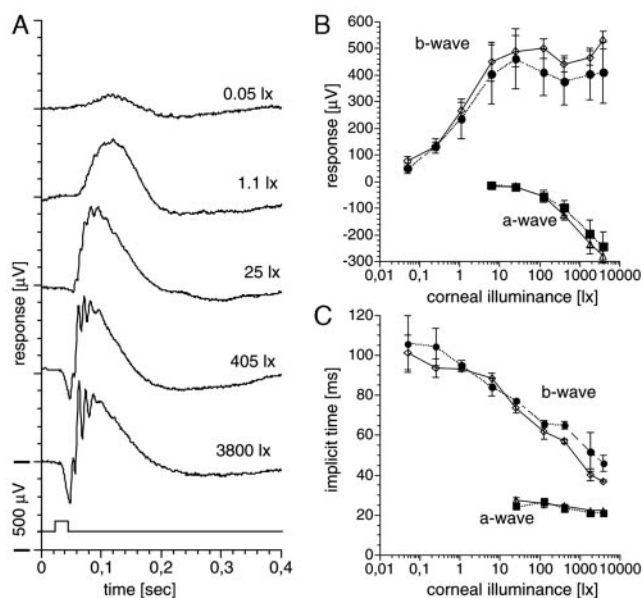 A
0.05 lx
1.1 lx
25 lx
405 lx
3800 lx
response [µV]
500 µV
0
0,1
0,2
0,3
0,4
time [sec]
B
600
500
400
300
200
100
0
-100
-200
-300
response [µV]
b-wave
a-wave
0,01 0,1 1 10 100 1000 10000
corneal illuminance [lx]
C
120
100
80
60
40
20
0
implicit time [ms]
b-wave
a-wave
0,01 0,1 1 10 100 1000 10000
corneal illuminance [lx]